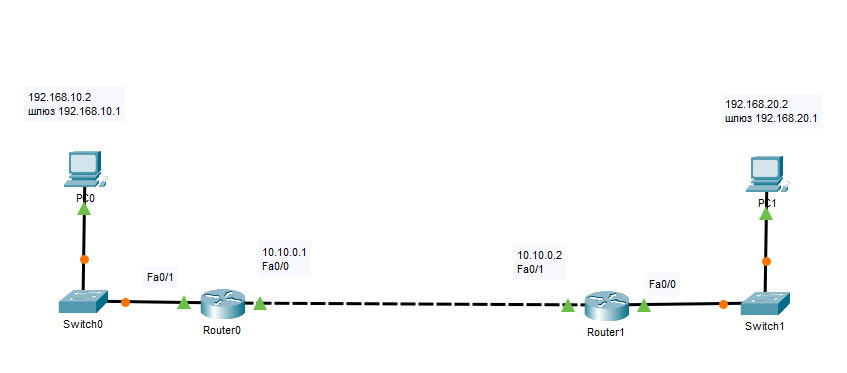 192.168.10.2
шлюз 192.168.10.1
192.168.20.2
шлюз 192.168.20.1
PC0
PC1
10.10.0.1
Fa0/0
10.10.0.2
Fa0/1
Fa0/1
Fa0/0
Switch0
Router0
Router1
Switch1